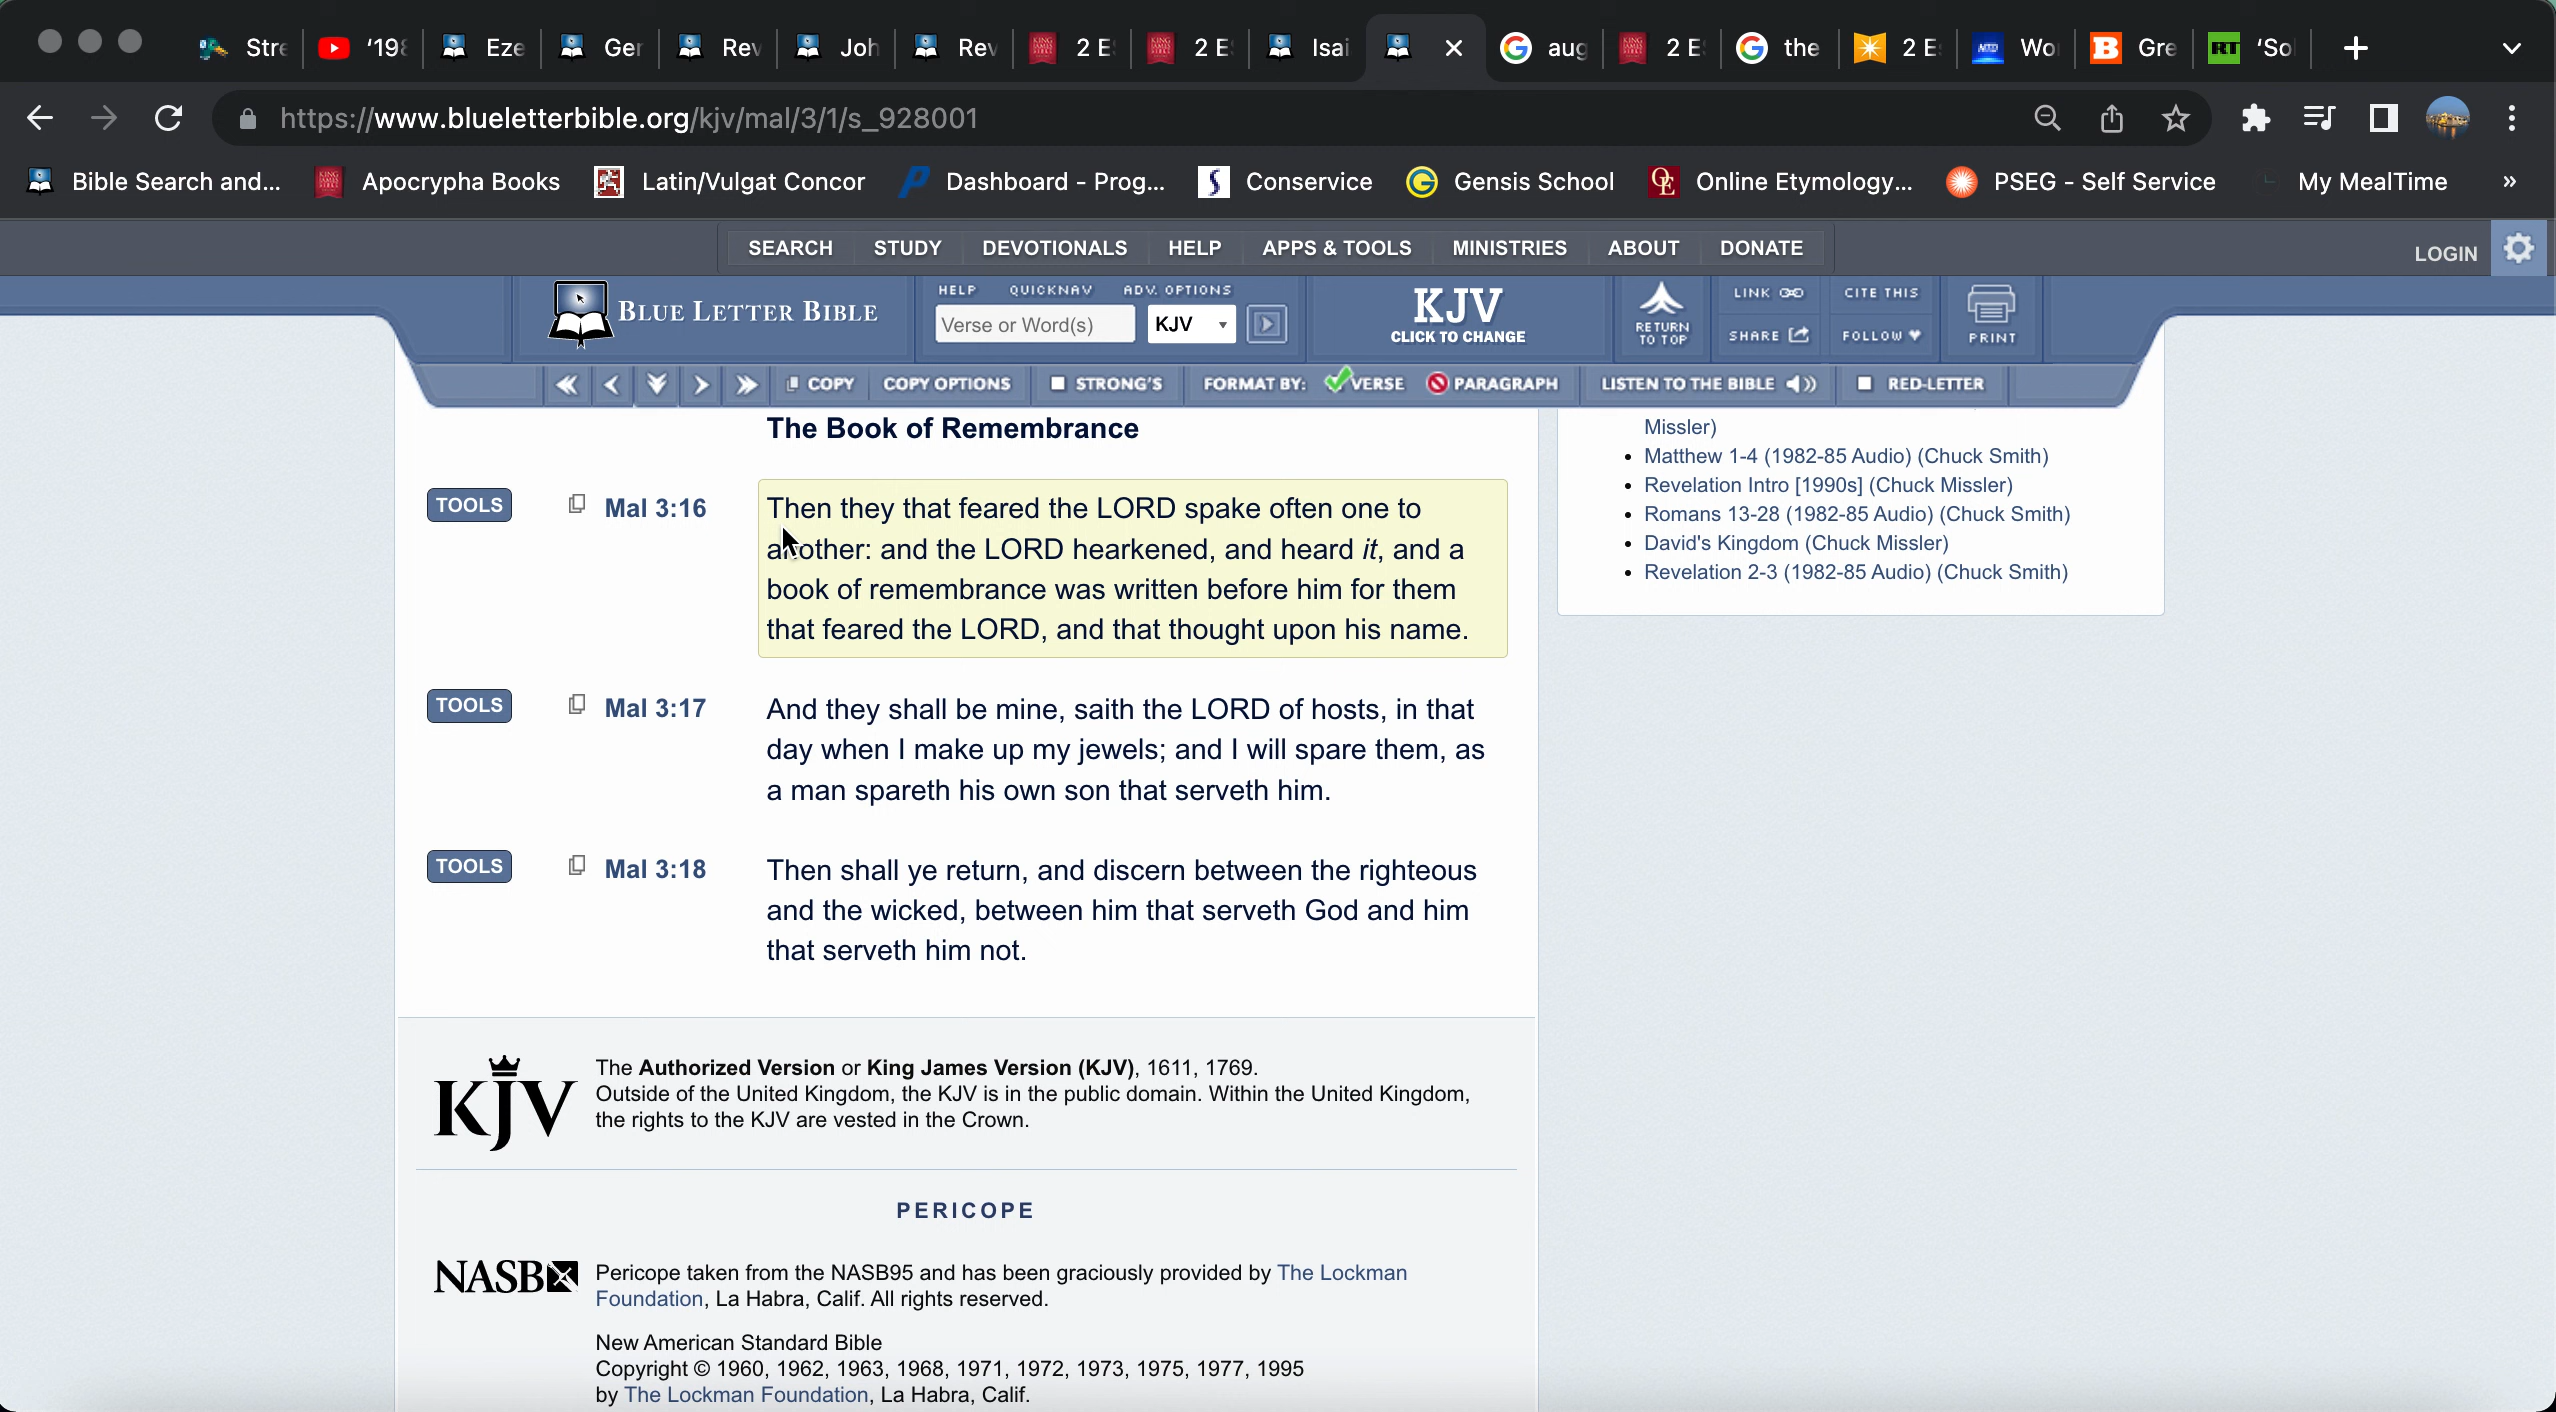 Stre
'198
Eze
Ger
Rev
Joh
Rev
2 E
2 E
Isai
aug
2 E
the
2 E
Wo
Gre
'So
https://www.blueletterbible.org/kjv/mal/3/1/s_928001
Bible Search and...
Apocrypha Books
Latin/Vulgat Concor
Dashboard - Prog...
Conservice
Gensis School
Online Etymology...
PSEG - Self Service
My MealTime
»
SEARCH STUDY DEVOTIONALS HELP APPS & TOOLS MINISTRIES ABOUT DONATE
LOGIN
BLUE LETTER BIBLE
HELP QUICKNAV ADV. OPTIONS
Verse or Word(s)
KJV
KJV
CLICK TO CHANGE
RETURN
TO TOP
LINK
CITE THIS
SHARE
FOLLOW
PRINT
COPY
COPY OPTIONS
STRONG'S
FORMAT BY: VERSE PARAGRAPH
LISTEN TO THE BIBLE
RED-LETTER
The Book of Remembrance
TOOLS Mal 3:16
Then they that feared the LORD spake often one to
another: and the LORD hearkened, and heard it, and a
book of remembrance was written before him for them
that feared the LORD, and that thought upon his name.
TOOLS Mal 3:17
And they shall be mine, saith the LORD of hosts, in that
day when I make up my jewels; and I will spare them, as
a man spareth his own son that serveth him.
TOOLS Mal 3:18
Then shall ye return, and discern between the righteous
and the wicked, between him that serveth God and him
that serveth him not.
Missler)
• Matthew 1-4 (1982-85 Audio) (Chuck Smith)
• Revelation Intro [1990s] (Chuck Missler)
• Romans 13-28 (1982-85 Audio) (Chuck Smith)
• David's Kingdom (Chuck Missler)
• Revelation 2-3 (1982-85 Audio) (Chuck Smith)
KJV
The Authorized Version or King James Version (KJV), 1611, 1769.
Outside of the United Kingdom, the KJV is in the public domain. Within the United Kingdom,
the rights to the KJV are vested in the Crown.
PERICOPE
NASB
Pericope taken from the NASB95 and has been graciously provided by The Lockman
Foundation, La Habra, Calif. All rights reserved.
New American Standard Bible
Copyright © 1960, 1962, 1963, 1968, 1971, 1972, 1973, 1975, 1977, 1995
by The Lockman Foundation, La Habra, Calif.